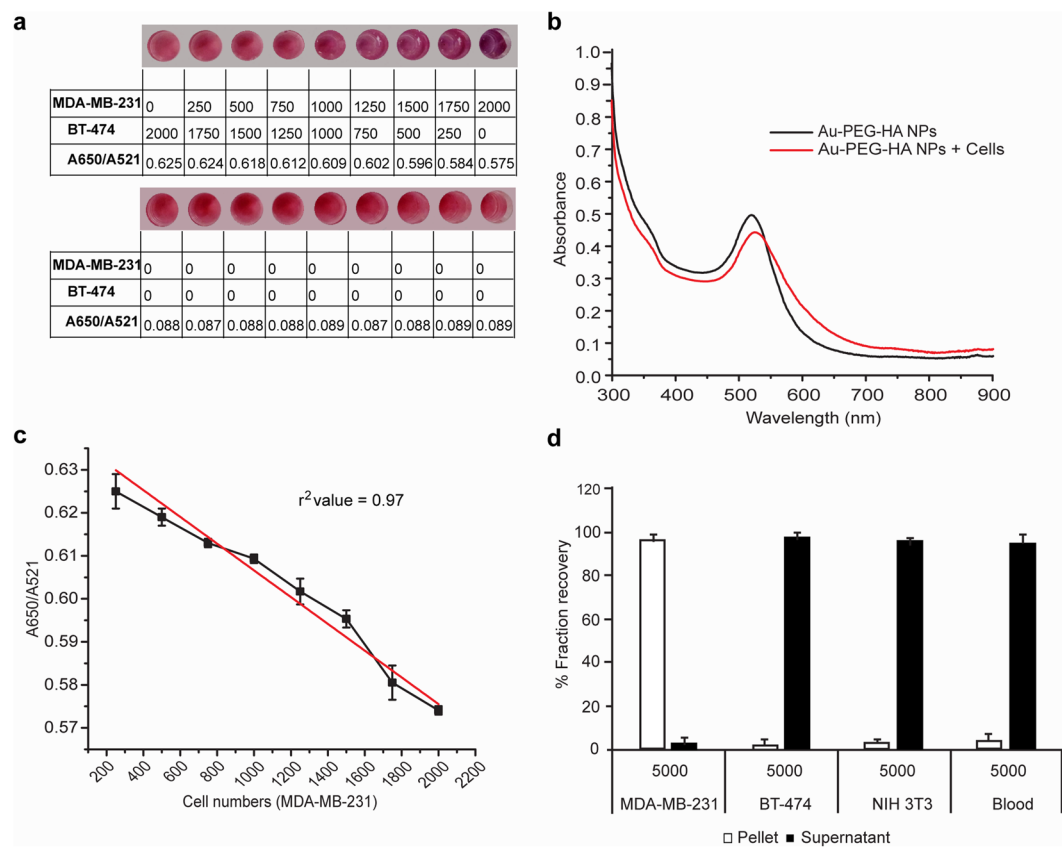 a
MDA-MB-231 0 250 500 750 1000 1250 1500 1750 2000
BT-474 2000 1750 1500 1250 1000 750 500 250 0
A650/A521 0.625 0.624 0.618 0.612 0.609 0.602 0.596 0.584 0.575
MDA-MB-231 0 0 0 0 0 0 0 0 0
BT-474 0 0 0 0 0 0 0 0 0
A650/A521 0.088 0.087 0.088 0.088 0.089 0.087 0.088 0.089 0.089
b
1.0
0.9
0.8
0.7
0.6
0.5
0.4
0.3
0.2
0.1
0.0
Absorbance
Au-PEG-HA NPs
Au-PEG-HA NPs + Cells
300 400 500 600 700 800 900
Wavelength (nm)
c
0.63
0.62
0.61
0.60
0.59
0.58
0.57
A650/A521
r2 value = 0.97
200 400 600 800 1000 1200 1400 1600 1800 2000 2200
Cell numbers (MDA-MB-231)
d
120
100
80
60
40
20
0
% Fraction recovery
5000 5000 5000 5000
MDA-MB-231 BT-474 NIH 3T3 Blood
Pellet Supernatant